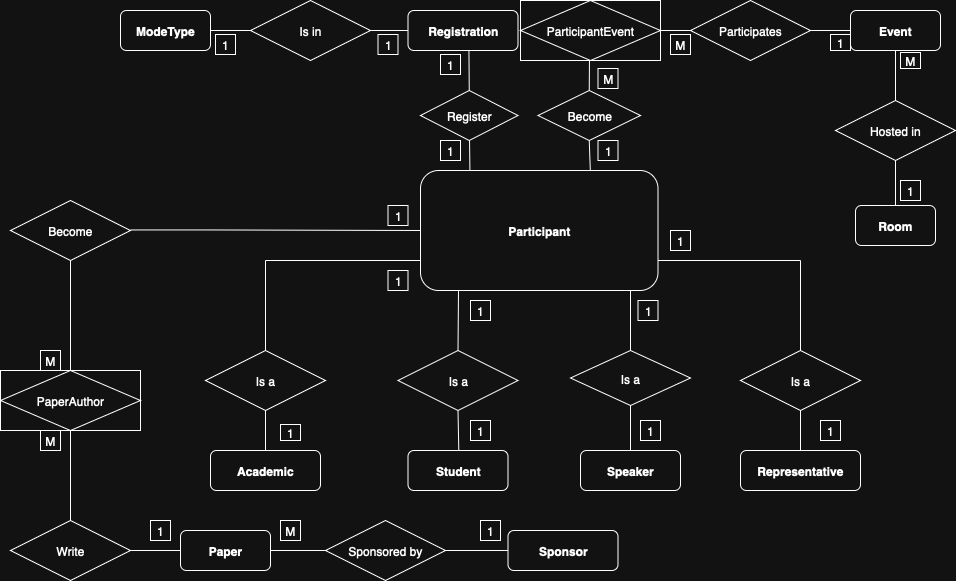 ModeType
1
Is in
1
Registration
ParticipantEvent
M
Participates
1
Event
1
M
M
Register
Become
Hosted in
1
1
1
Room
Become
1
Participant
1
1
1
1
M
Is a
Is a
Is a
Is a
PaperAuthor
M
1
1
1
1
Academic
Student
Speaker
Representative
Write
1
Paper
M
Sponsored by
1
Sponsor